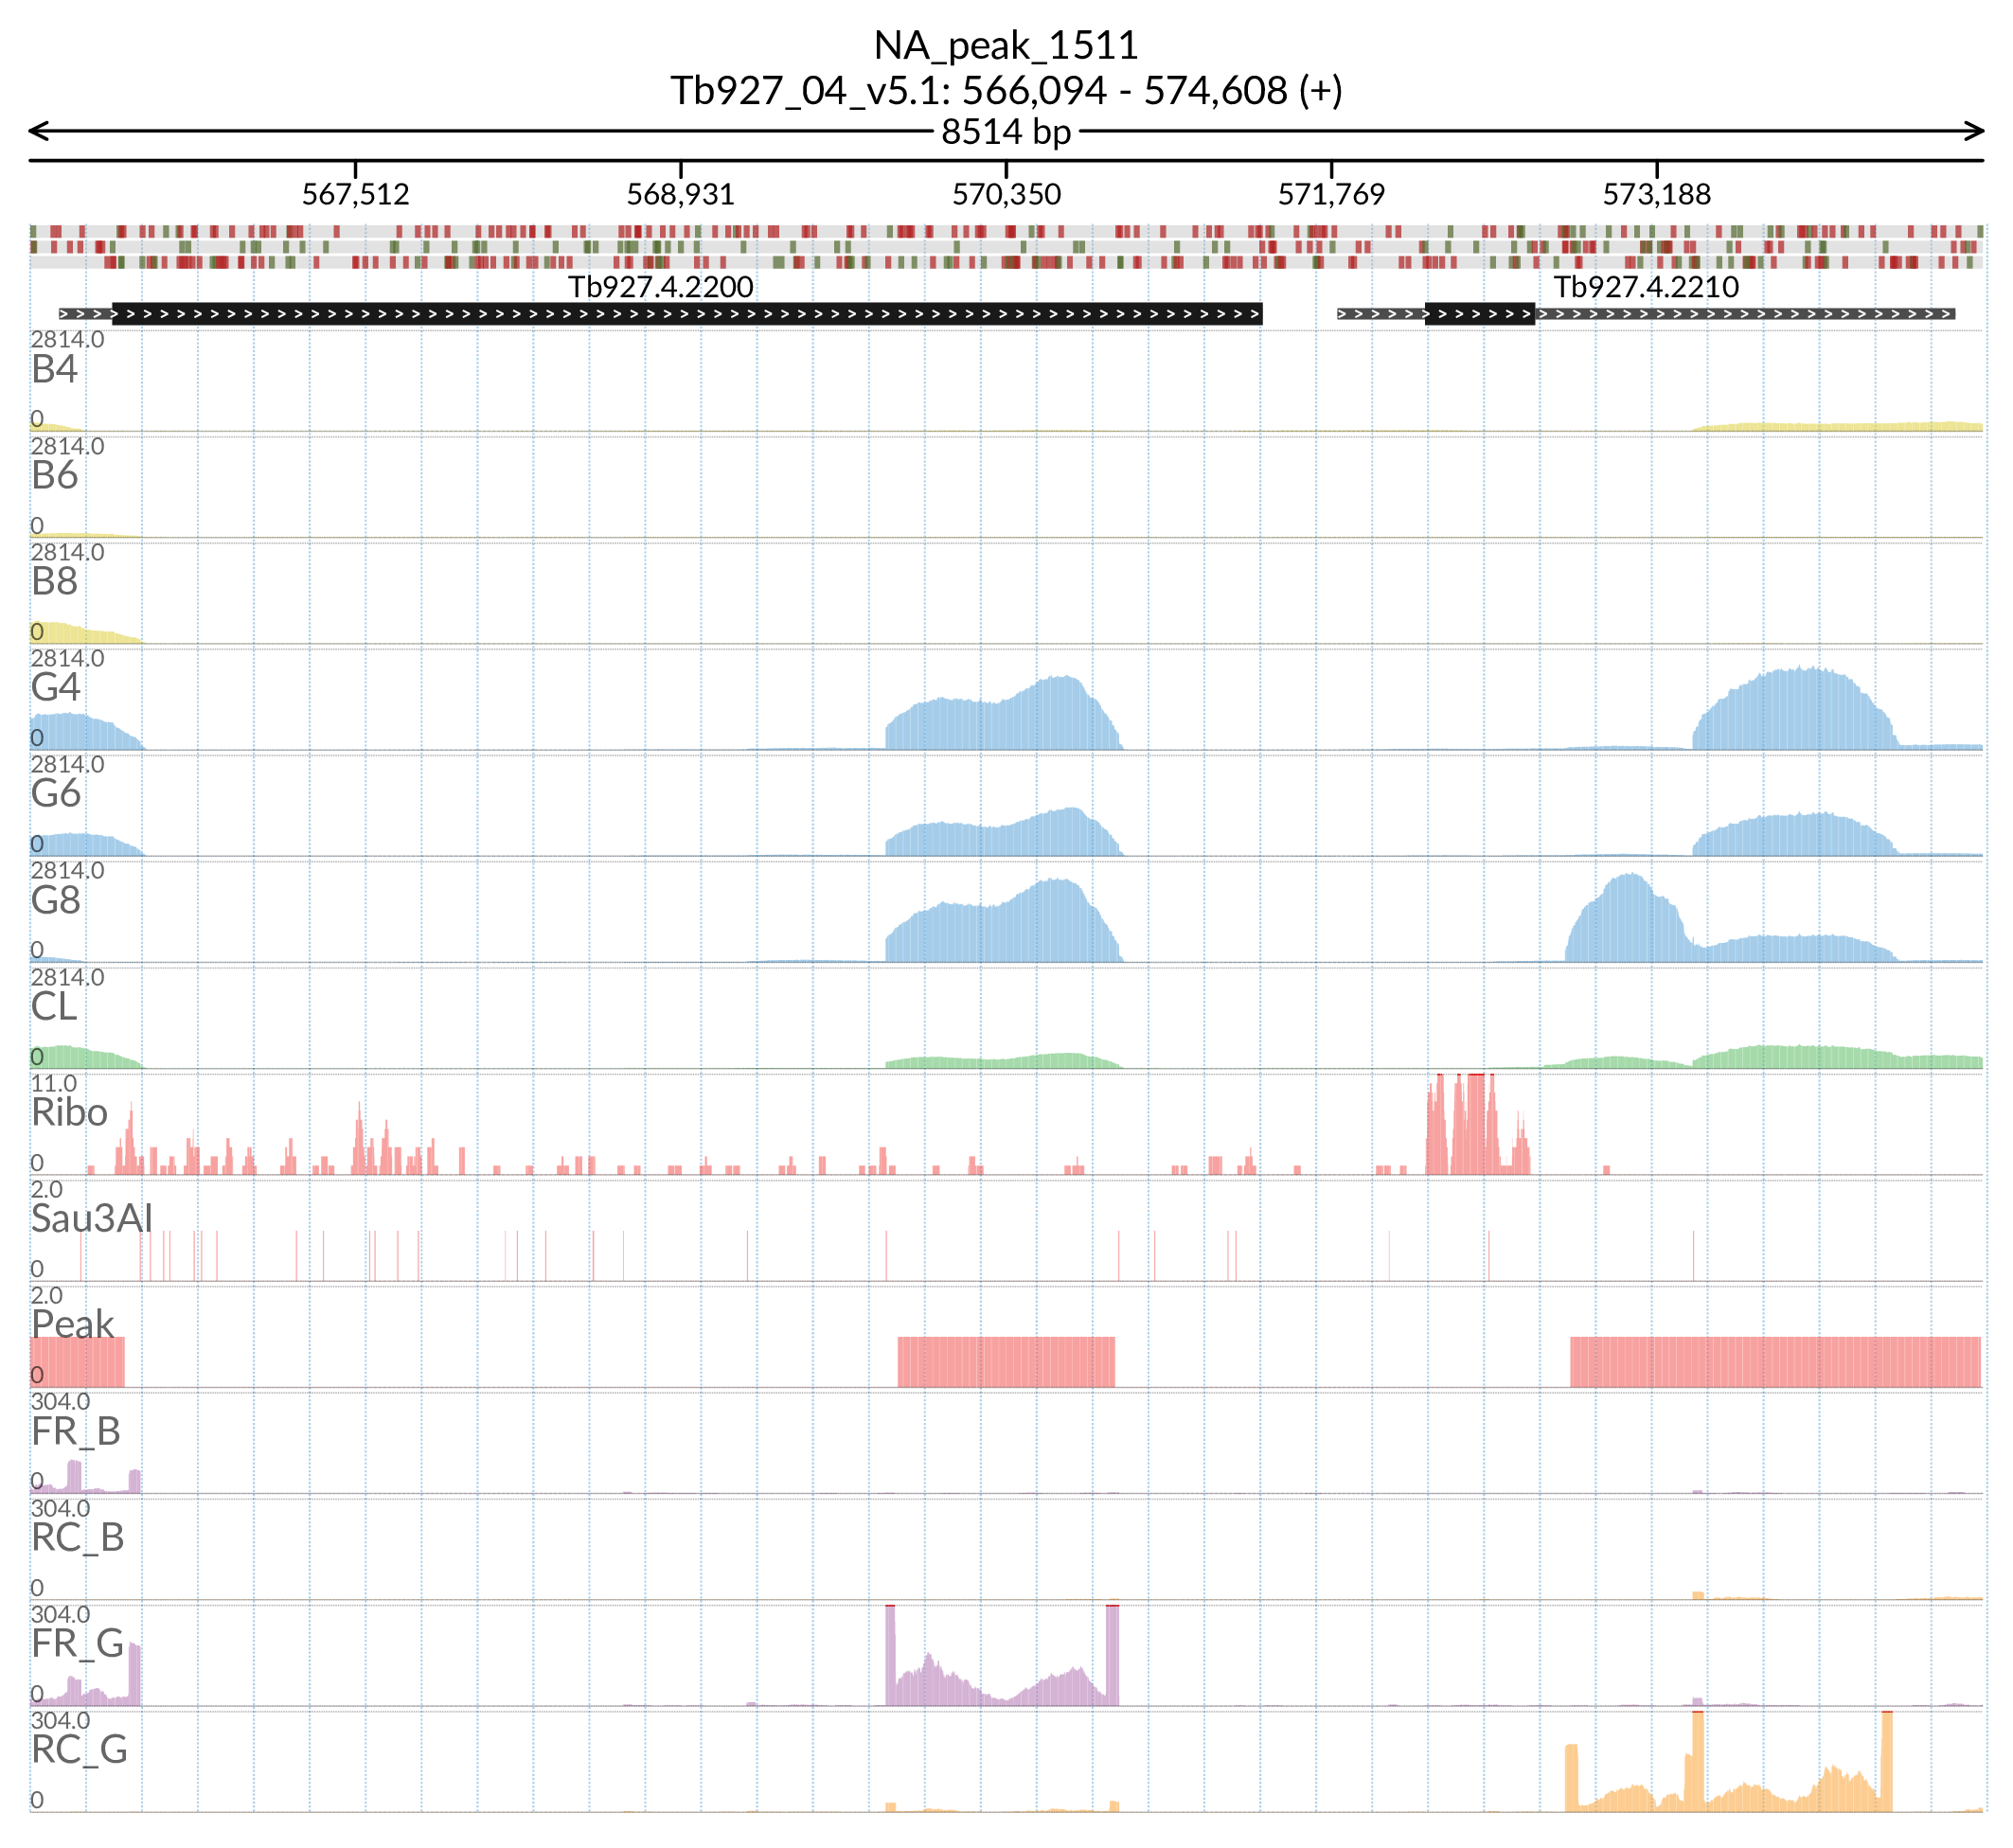 NA_peak_1511
Tb927_04_v5.1: 566,094 - 574,608 (+)
8514 bp
567,512 568,931 570,350 571,769 573,188
Tb927.4.2200 Tb927.4.2210
2814.0
B4
0
2814.0
B6
0
2814.0
B8
0
2814.0
G4
0
2814.0
G6
0
2814.0
G8
0
2814.0
CL
0
11.0
Ribo
0
2.0
Sau3AI
0
2.0
Peak
0
304.0
FR_B
0
304.0
RC_B
0
304.0
FR_G
0
304.0
RC_G
0